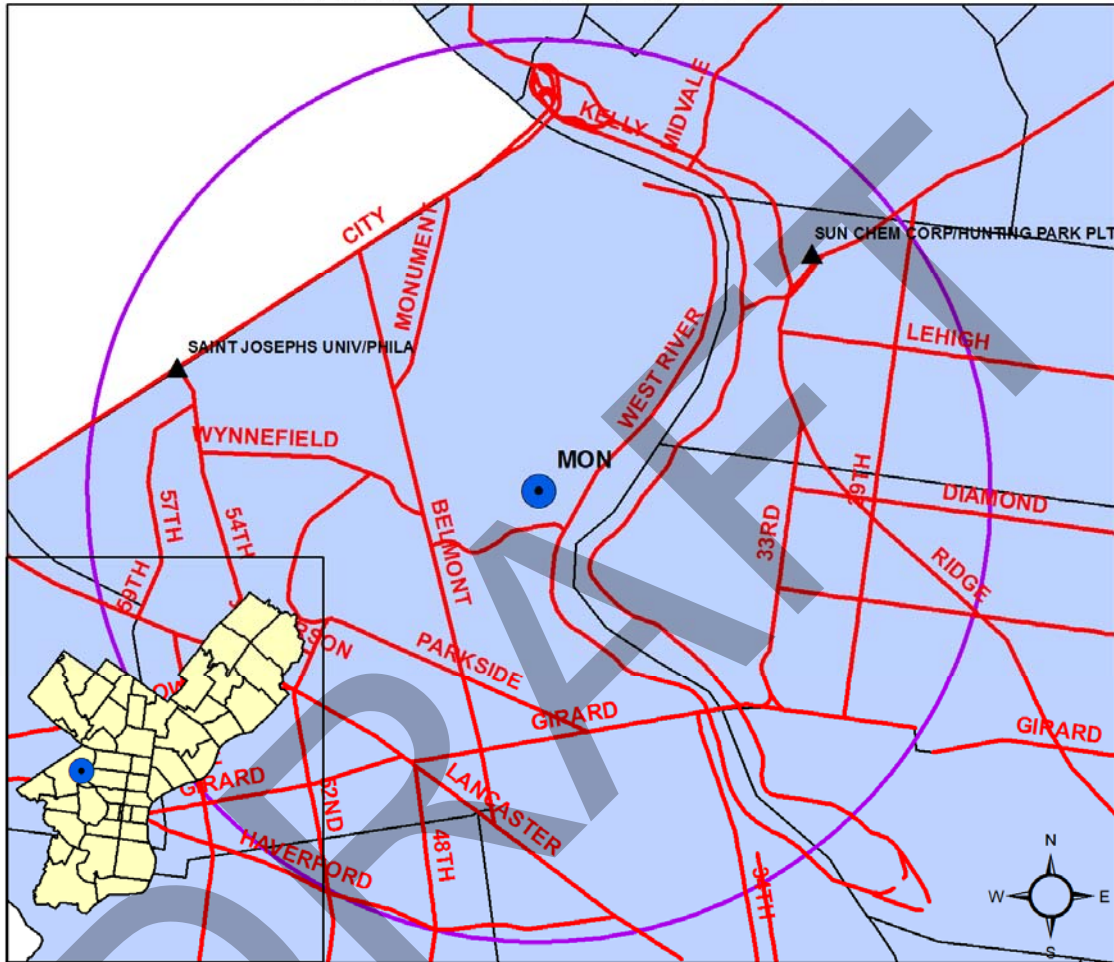 KELLY
MIDVALE
CITY
MONUMENT
SUN CHEM CORP/HUNTING PARK PLT
LEHIGH
SAINT JOSEPHS UNIV/PHILA
WEST RIVER
WYNNEFIELD
MON
29TH
DIAMOND
57TH
54TH
BELMONT
33RD
RIDGE
59TH
PARKSIDE
GIRARD
GIRARD
GIRARD
LANCASTER
52ND
48TH
HAVERFORD
34TH
N
W
E
S
DRAFT